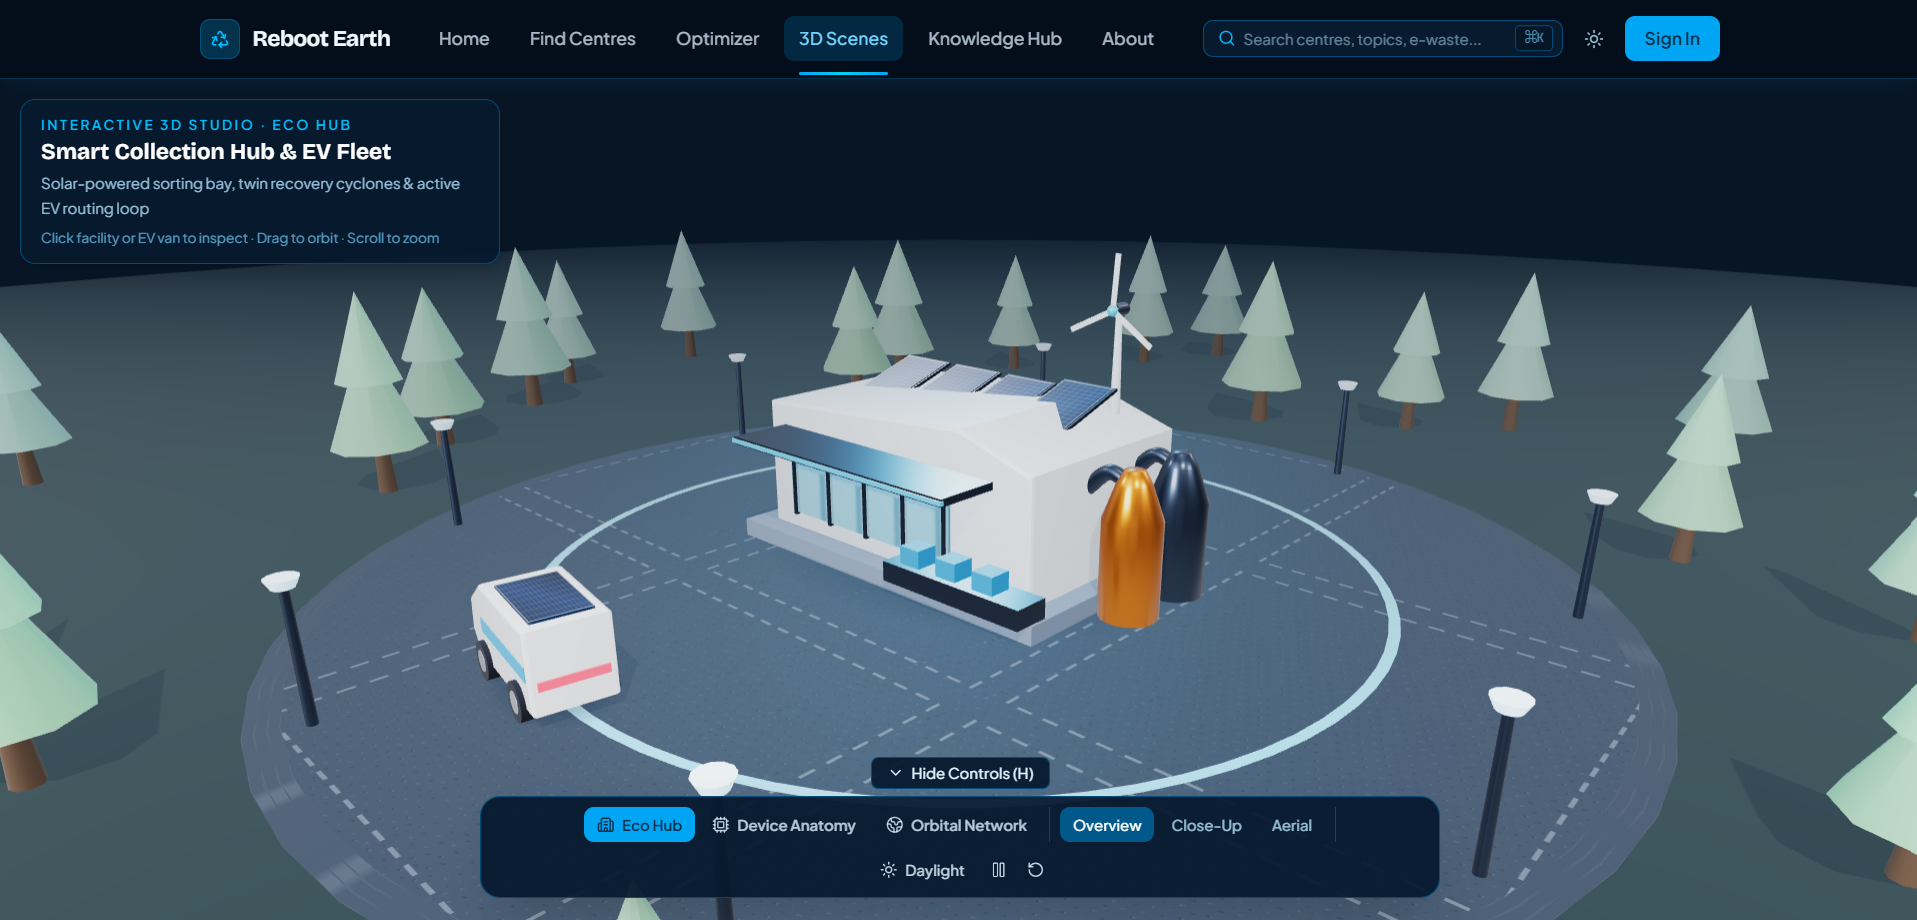 Reboot Earth
Home
Find Centres
Optimizer
3D Scenes
Knowledge Hub
About
Search centres, topics, e-waste...
⌘K
Sign In
INTERACTIVE 3D STUDIO · ECO HUB
Smart Collection Hub & EV Fleet
Solar-powered sorting bay, twin recovery cyclones & active
EV routing loop
Click facility or EV van to inspect · Drag to orbit · Scroll to zoom
Hide Controls (H)
Eco Hub
Device Anatomy
Orbital Network
Overview
Close-Up
Aerial
Daylight